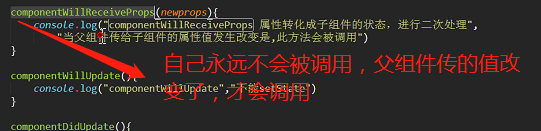 componentWillReceiveProps(newprops){
console.log("componentWillReceiveProps 属性转化成子组件的状态，进行二次处理",
"当父组件传给子组件的属性值发生改变是,此方法会被调用")
}
自己永远不会被调用，父组件传的值改
变了，才会调用
componentWillUpdate(){
console.log("componentWillUpdate","不能setState")
}
componentDidUpdate(){